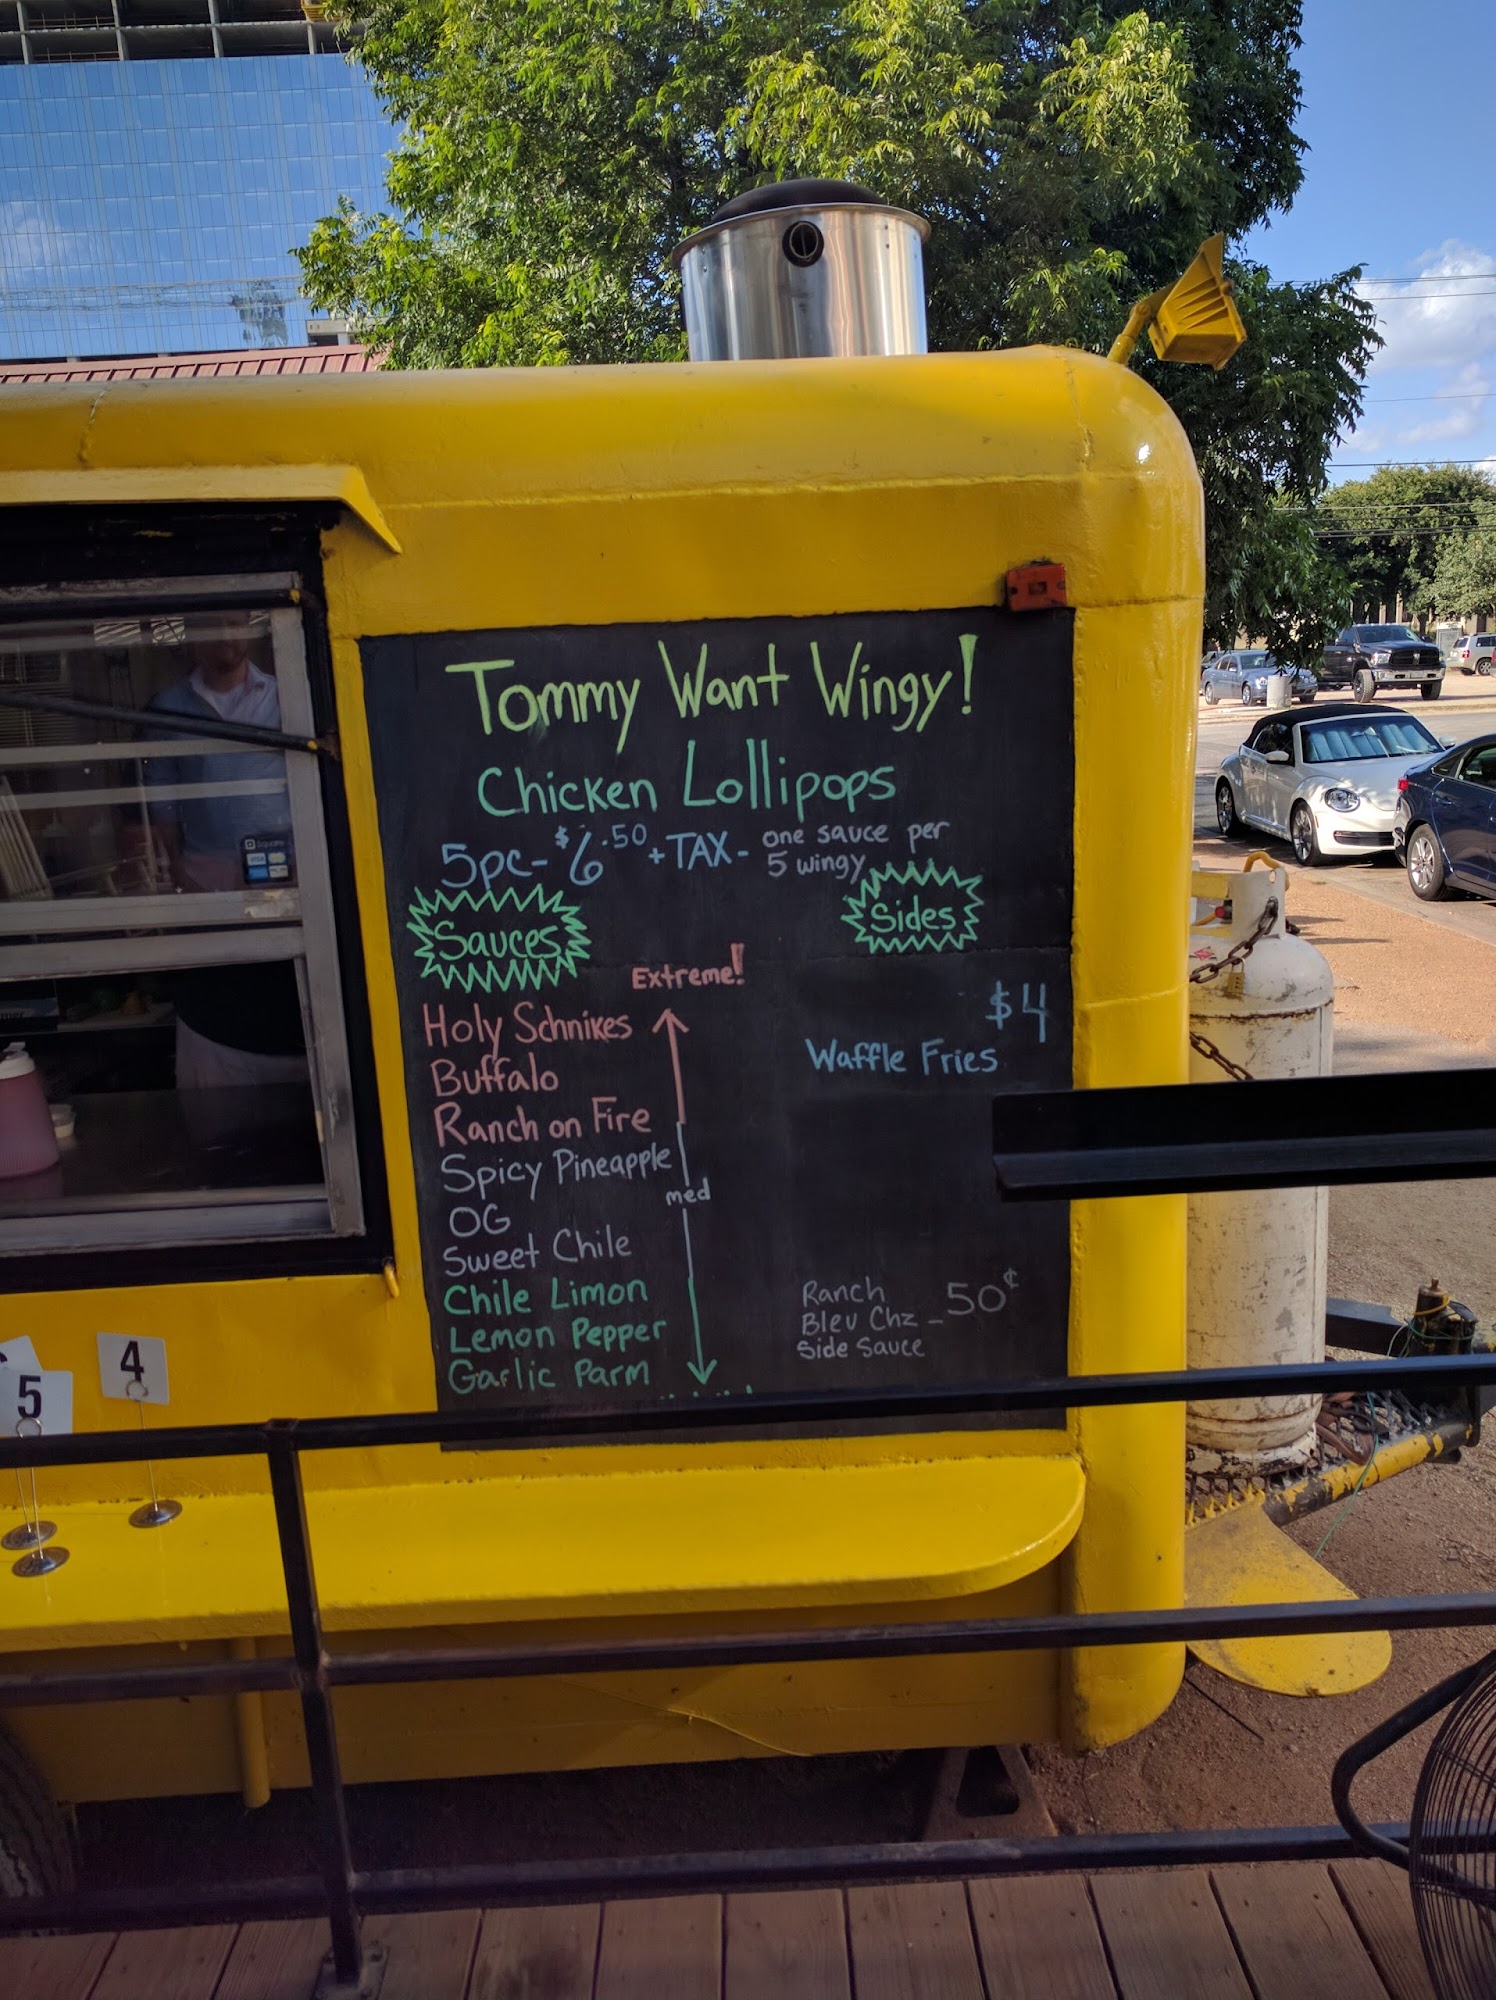 Tommy Want Wingy!
Chicken Lollipops
5pc - $6.50 + TAX - one sauce per
5 wingy
Sauces
Extreme!
Holy Schnikes
Buffalo
Ranch on Fire
Spicy Pineapple
med
OG
Sweet Chile
Chile Limon
Lemon Pepper
Garlic Parm
Sides
$4
Waffle Fries
Ranch
Bleu Chz - 50¢
Side Sauce
Square
VISA
4
5